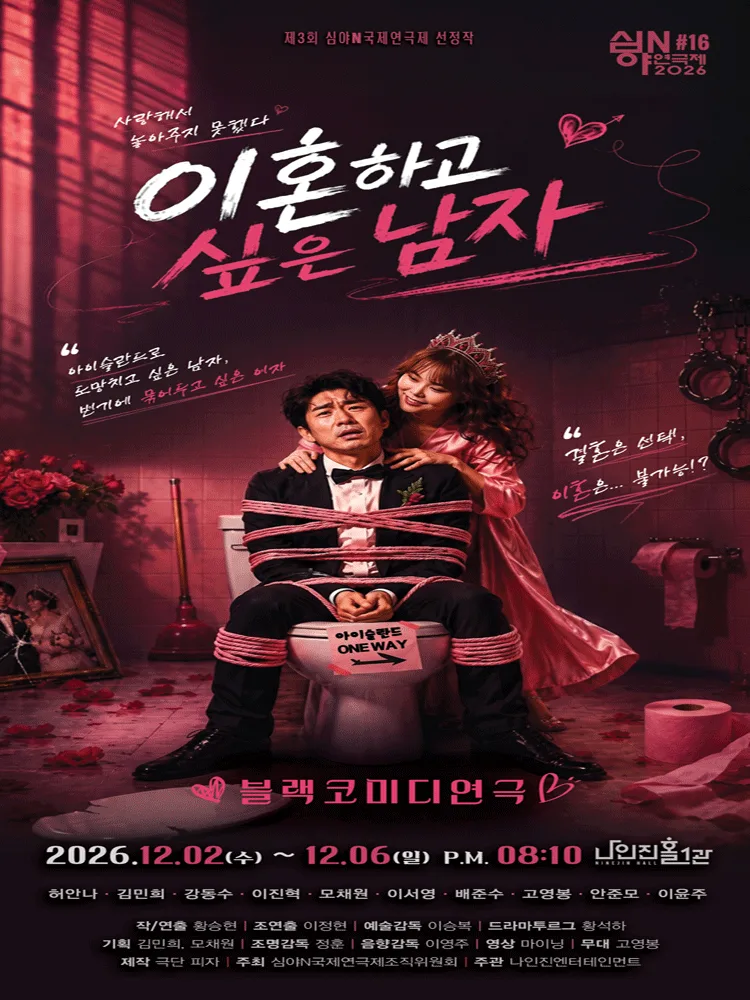 제3회 심야N국제연극제 선정작
심야N #16
연극제
2026
사랑해서
놓아주지 못했다
이혼하고
싶은 남자
“
아이슬란드로
도망치고 싶은 남자,
변기에 묶어두고 싶은 여자
“
결혼은 선택,
이혼은... 불가능!?
아이슬란드
ONE WAY
블랙코미디연극
2026.12.02(수) ~ 12.06(일) P.M. 08:10 나인진홀1관
NINEJIN HALL
허안나 · 김민희 · 강동수 · 이진혁 · 모채원 · 이서영 · 배준수 · 고영봉 · 안준모 · 이윤주
작/연출 황승현 | 조연출 이정현 | 예술감독 이승복 | 드라마투르그 황석하
기획 김민희, 모채원 | 조명감독 정훈 | 음향감독 이영주 | 영상 마이닝 | 무대 고영봉
제작 극단 피자 | 주최 심야N국제연극제조직위원회 | 주관 나인진엔터테인먼트